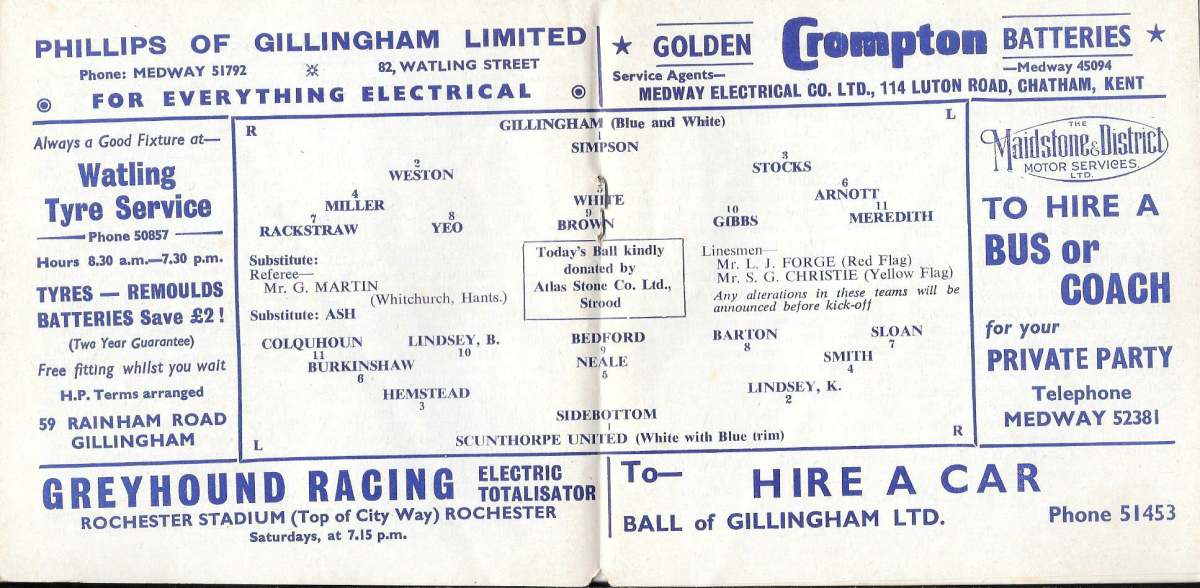 PHILLIPS OF GILLINGHAM LIMITED
Phone: MEDWAY 51792 82, WATLING STREET
FOR EVERYTHING ELECTRICAL
★ GOLDEN Crompton BATTERIES ★
Service Agents— —Medway 45094
MEDWAY ELECTRICAL CO. LTD., 114 LUTON ROAD, CHATHAM, KENT
Always a Good Fixture at—
Watling
Tyre Service
Phone 50857
Hours 8.30 a.m.—7.30 p.m.
TYRES — REMOULDS
BATTERIES Save £2!
(Two Year Guarantee)
Free fitting whilst you wait
H.P. Terms arranged
59 RAINHAM ROAD
GILLINGHAM
R L
GILLINGHAM (Blue and White)
1
SIMPSON
2 3
WESTON STOCKS
4 5 6
MILLER WHITE ARNOTT
7 8 9 10 11
RACKSTRAW YEO BROWN GIBBS MEREDITH
Substitute:
Referee—
Mr. G. MARTIN
(Whitchurch, Hants.)
Substitute: ASH
Today's Ball kindly
donated by
Atlas Stone Co. Ltd.,
Strood
Linesmen—
Mr. L. J. FORGE (Red Flag)
Mr. S. G. CHRISTIE (Yellow Flag)
Any alterations in these teams will be
announced before kick-off
COLQUHOUN LINDSEY, B. BEDFORD BARTON SLOAN
11 10 9 8 7
BURKINSHAW NEALE SMITH
6 5 4
HEMSTEAD LINDSEY, K.
3 2
SIDEBOTTOM
1
SCUNTHORPE UNITED (White with Blue trim)
L R
THE
Maidstone & District
MOTOR SERVICES
LTD.
TO HIRE A
BUS or
COACH
for your
PRIVATE PARTY
Telephone
MEDWAY 52381
GREYHOUND RACING ELECTRIC
TOTALISATOR
ROCHESTER STADIUM (Top of City Way) ROCHESTER
Saturdays, at 7.15 p.m.
To—
HIRE A CAR
BALL of GILLINGHAM LTD. Phone 51453